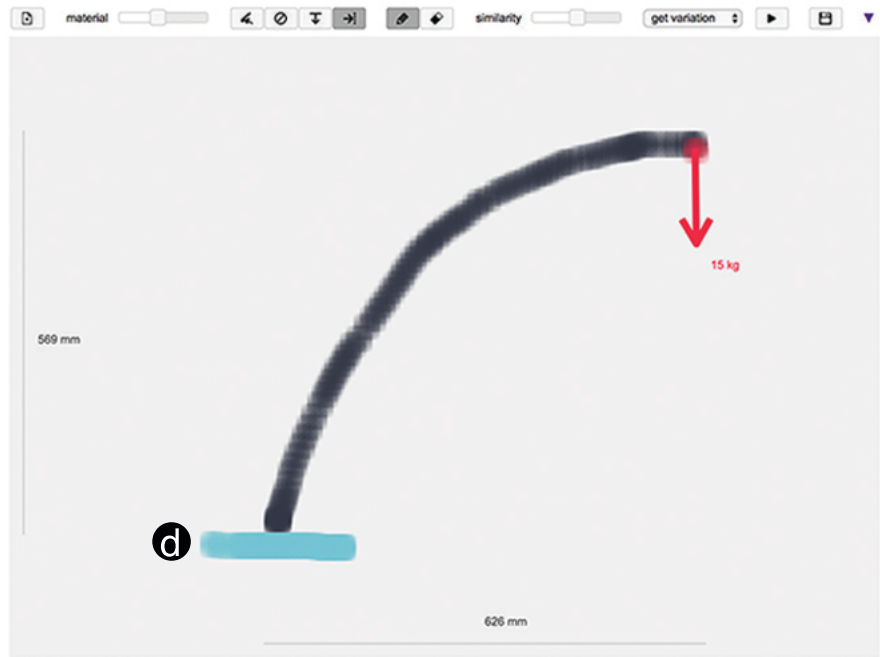 material similarity get variation
15 kg
569 mm
d
626 mm